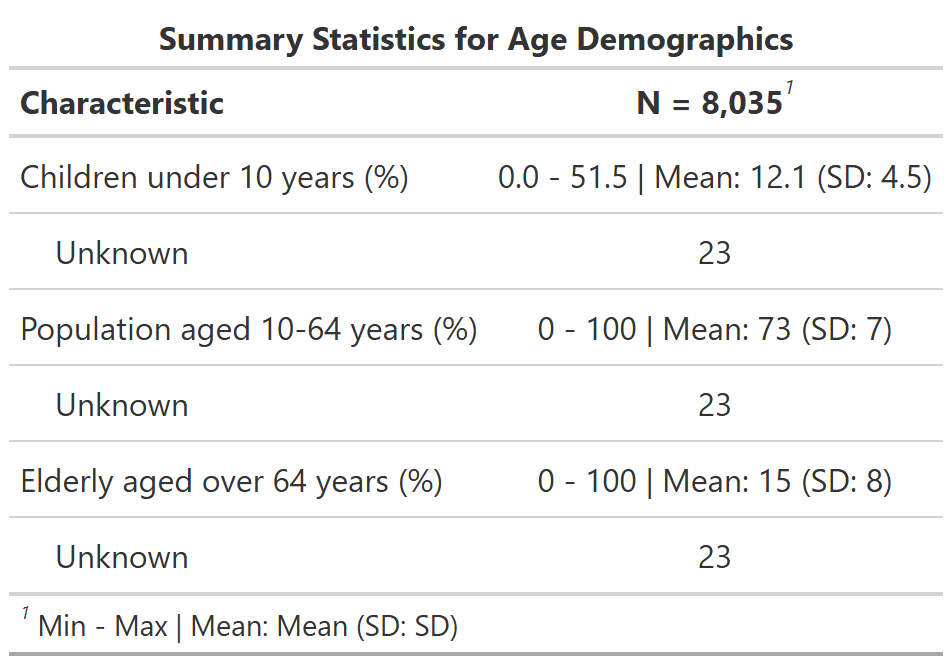 Summary Statistics for Age Demographics
Characteristic N = 8,035¹
Children under 10 years (%) 0.0 - 51.5 | Mean: 12.1 (SD: 4.5)
Unknown 23
Population aged 10-64 years (%) 0 - 100 | Mean: 73 (SD: 7)
Unknown 23
Elderly aged over 64 years (%) 0 - 100 | Mean: 15 (SD: 8)
Unknown 23
¹ Min - Max | Mean: Mean (SD: SD)